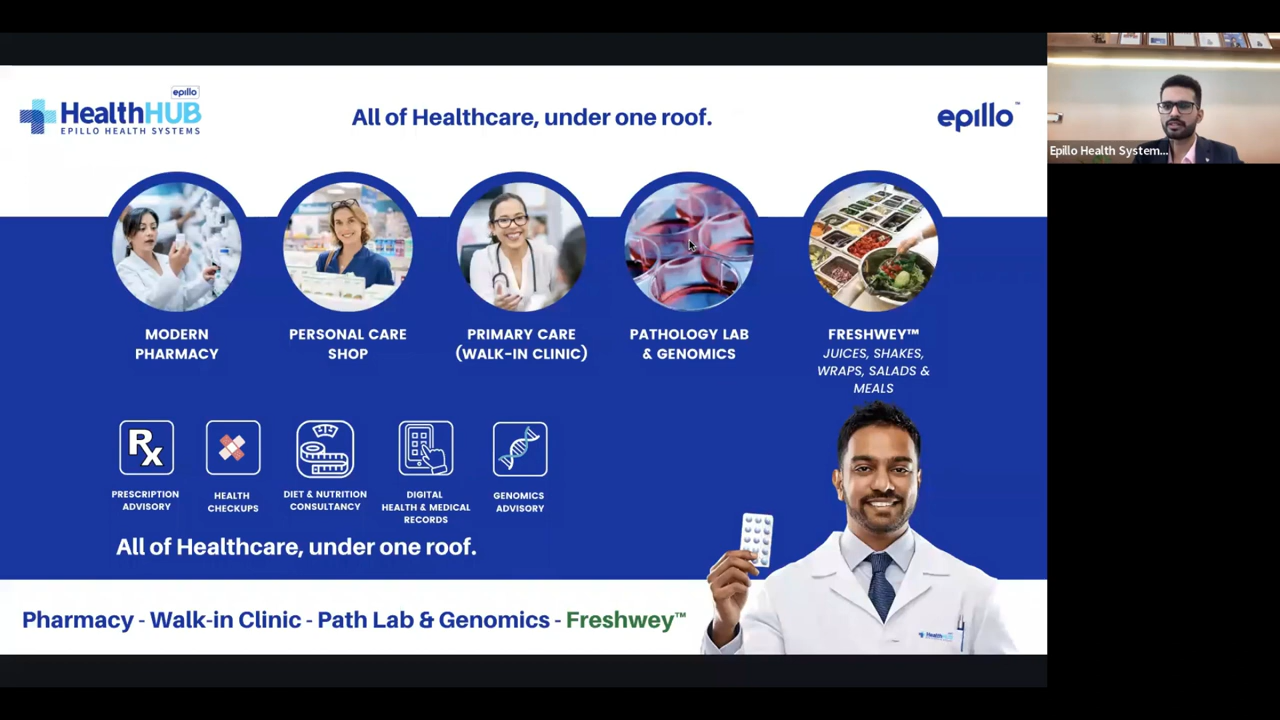 epillo
HealthHUB
EPILLO HEALTH SYSTEMS
All of Healthcare, under one roof.
epillo™
Epillo Health System...
MODERN
PHARMACY
PERSONAL CARE
SHOP
PRIMARY CARE
(WALK-IN CLINIC)
PATHOLOGY LAB
& GENOMICS
FRESHWEY™
JUICES, SHAKES,
WRAPS, SALADS &
MEALS
Rx
PRESCRIPTION
ADVISORY
HEALTH
CHECKUPS
DIET & NUTRITION
CONSULTANCY
DIGITAL
HEALTH & MEDICAL
RECORDS
GENOMICS
ADVISORY
All of Healthcare, under one roof.
HealthHUB
Pharmacy - Walk-in Clinic - Path Lab & Genomics - Freshwey™